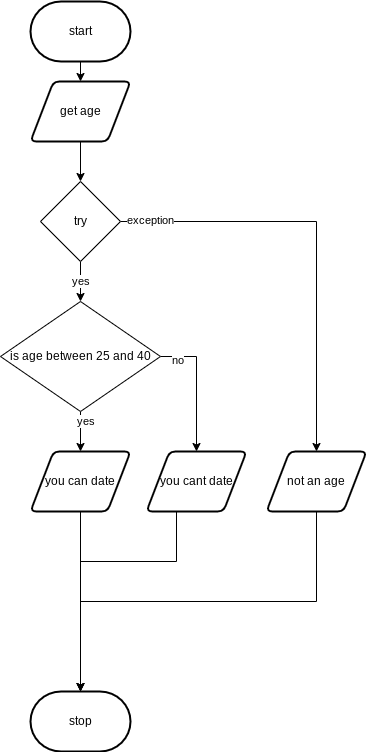 start
get age
try
exception
yes
is age between 25 and 40
no
yes
you can date
you cant date
not an age
stop